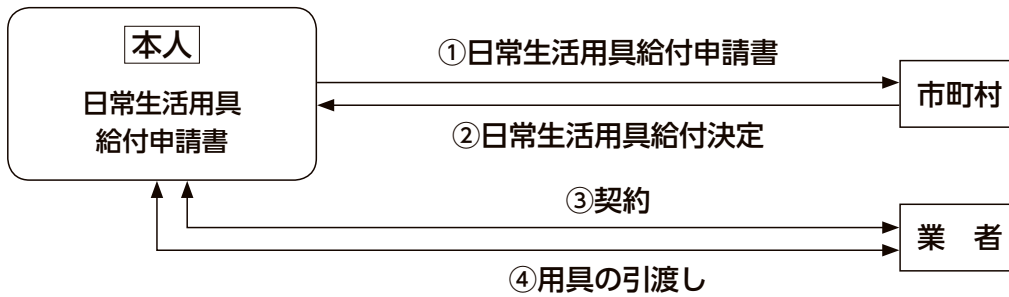 本人
日常生活用具
給付申請書
①日常生活用具給付申請書
市町村
②日常生活用具給付決定
③契約
業　者
④用具の引渡し